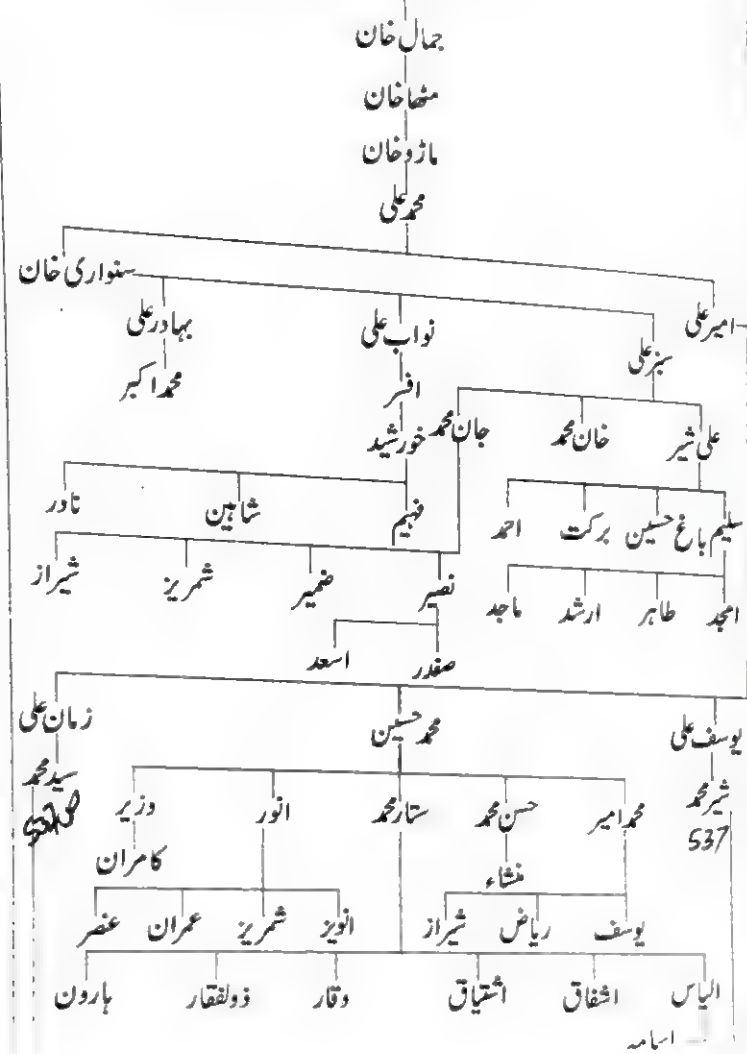 جمال خان
مٹھا خان
ماڑو خان
محمد علی
امیر علی سنواری خان
سبز علی نواب علی بہادر علی
افسر محمد اکبر
علی شیر خان محمد جان محمد خورشید
سلیم باغ حسین برکت احمد فہیم شاہین نادر
امجد طاہر ارشد ماجد نصیر ضمیر شمریز شیراز
صفدر اسعد
یوسف علی محمد حسین زمان علی
شیر محمد سید محمد
537
محمد امیر حسن محمد ستار محمد انور وزیر
منشاء کامران
یوسف ریاض شیراز انویز شمریز عمران عنصر
الیاس اشفاق اشتیاق وقار ذولفقار ہارون
اسامہ